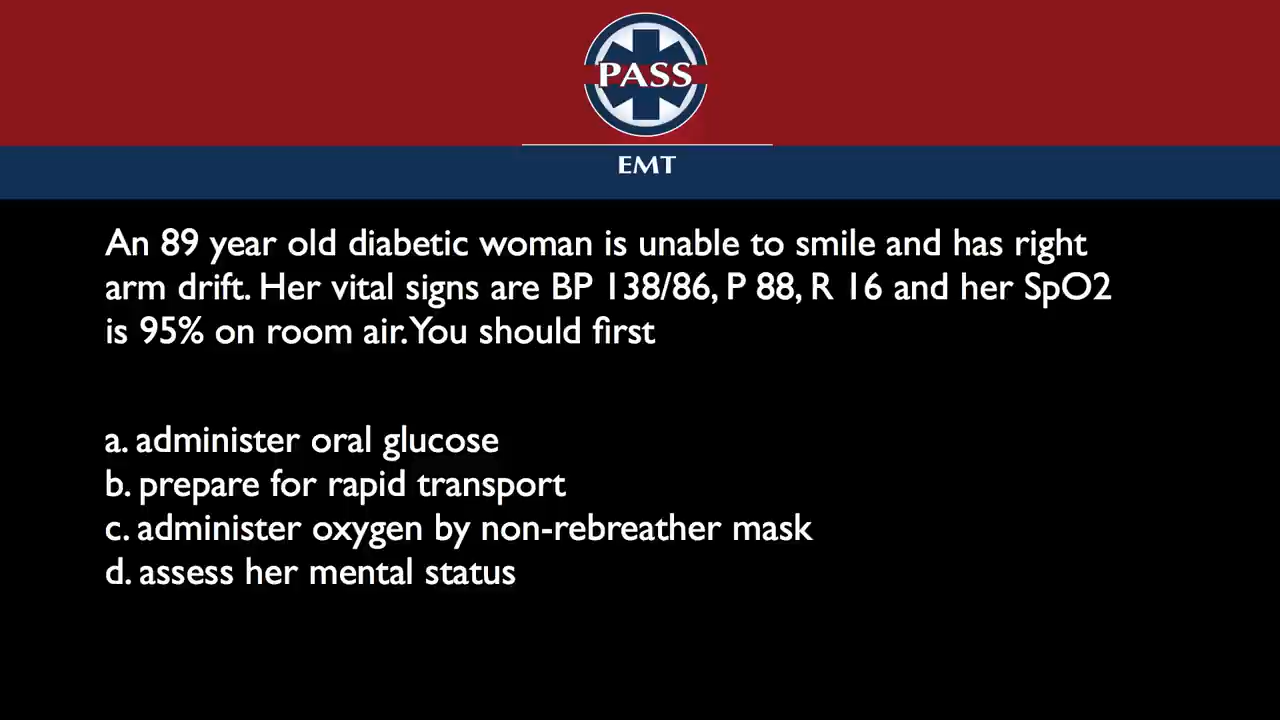 PASS
EMT
An 89 year old diabetic woman is unable to smile and has right
arm drift. Her vital signs are BP 138/86, P 88, R 16 and her SpO2
is 95% on room air. You should first
a. administer oral glucose
b. prepare for rapid transport
c. administer oxygen by non-rebreather mask
d. assess her mental status